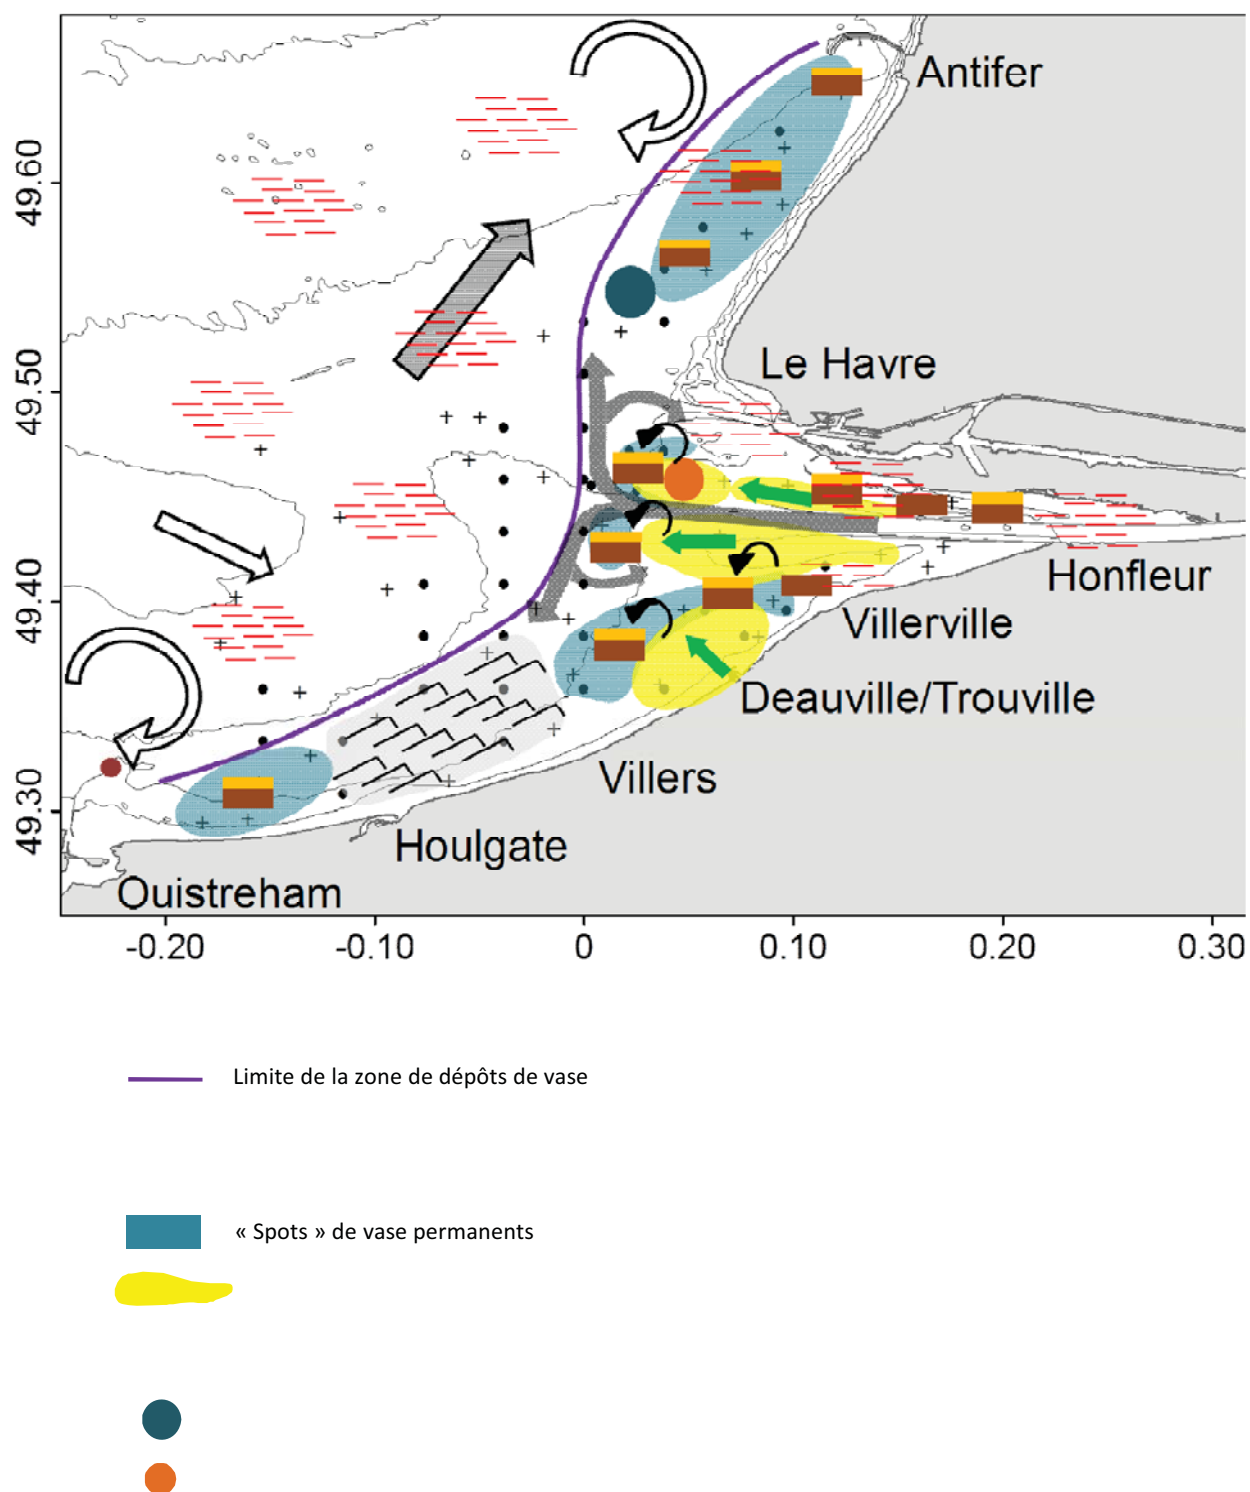 Antifer
49.60
49.50
Le Havre
49.40
Honfleur
Villerville
Deauville/Trouville
Villers
49.30
Houlgate
Ouistreham
-0.20 -0.10 0 0.10 0.20 0.30
Limite de la zone de dépôts de vase
« Spots » de vase permanents